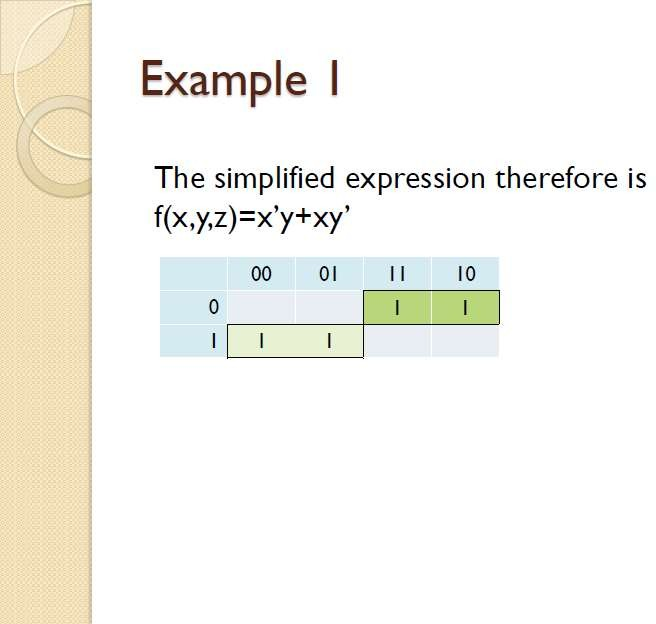 Example 1
The simplified expression therefore is
f(x,y,z)=x’y+xy’
00 01 11 10
0 1 1
1 1 1